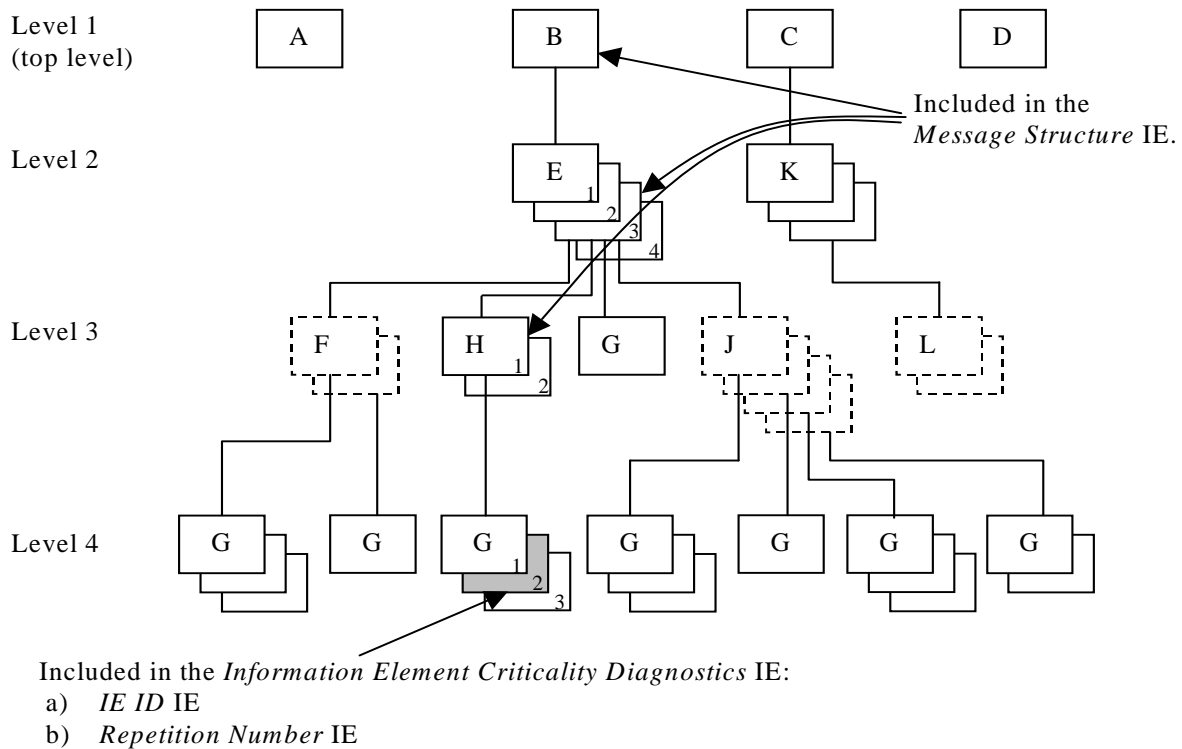 Level 1
(top level)
A
B
C
D
Included in the
Message Structure IE.
Level 2
E
1
2
3
4
K
Level 3
F
H
1
2
G
J
L
Level 4
G
G
G
1
2
3
G
G
G
G
Included in the Information Element Criticality Diagnostics IE:
a) IE ID IE
b) Repetition Number IE